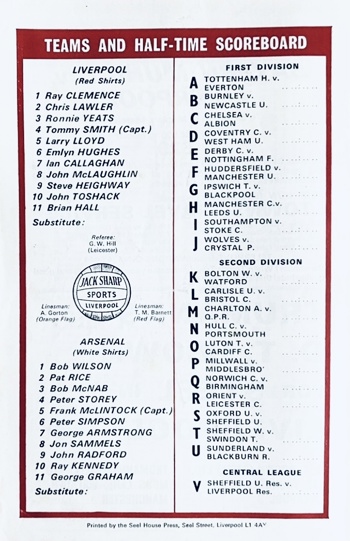 TEAMS AND HALF-TIME SCOREBOARD
LIVERPOOL
(Red Shirts)
1 Ray CLEMENCE
2 Chris LAWLER
3 Ronnie YEATS
4 Tommy SMITH (Capt.)
5 Larry LLOYD
6 Emlyn HUGHES
7 Ian CALLAGHAN
8 John McLAUGHLIN
9 Steve HEIGHWAY
10 John TOSHACK
11 Brian HALL
Substitute:
Referee:
G. W. Hill
(Leicester)
JACK SHARP
SPORTS
LIVERPOOL
Linesman:
A. Gorton
(Orange Flag)
Linesman:
T. M. Barnett
(Red Flag)
ARSENAL
(White Shirts)
1 Bob WILSON
2 Pat RICE
3 Bob McNAB
4 Peter STOREY
5 Frank McLINTOCK (Capt.)
6 Peter SIMPSON
7 George ARMSTRONG
8 Jon SAMMELS
9 John RADFORD
10 Ray KENNEDY
11 George GRAHAM
Substitute:
FIRST DIVISION
A TOTTENHAM H. v.
EVERTON
B BURNLEY v.
NEWCASTLE U.
C CHELSEA v.
ALBION
D COVENTRY C. v.
WEST HAM U.
E DERBY C. v.
NOTTINGHAM F.
F HUDDERSFIELD v.
MANCHESTER U.
G IPSWICH T. v.
BLACKPOOL
H MANCHESTER C.v.
LEEDS U.
I SOUTHAMPTON v.
STOKE C.
J WOLVES v.
CRYSTAL P.
SECOND DIVISION
K BOLTON W. v.
WATFORD
L CARLISLE U. v.
BRISTOL C.
M CHARLTON A. v.
Q.P.R.
N HULL C. v.
PORTSMOUTH
O LUTON T. v.
CARDIFF C.
P MILLWALL v.
MIDDLESBRO'
Q NORWICH C. v.
BIRMINGHAM
R ORIENT v.
LEICESTER C.
S OXFORD U. v.
SHEFFIELD U.
T SHEFFIELD W. v.
SWINDON T.
U SUNDERLAND v.
BLACKBURN R.
CENTRAL LEAGUE
V SHEFFIELD U. Res. v.
LIVERPOOL Res.
Printed by the Seel House Press, Seel Street, Liverpool L1 4AY